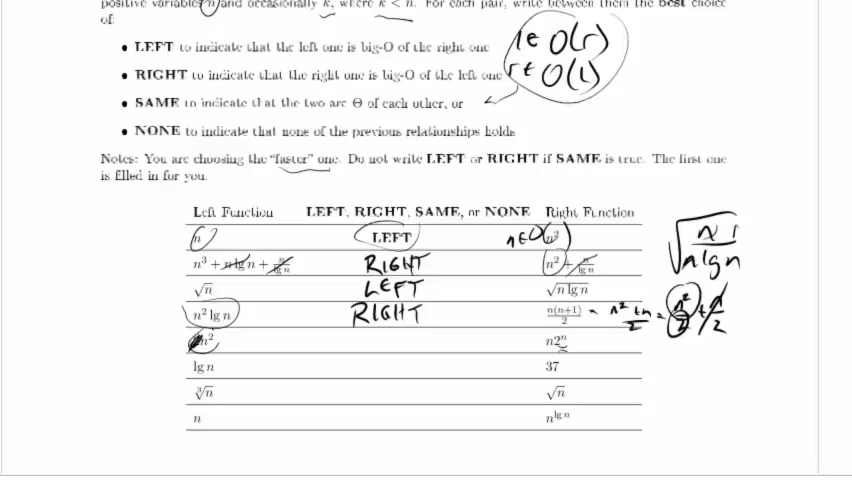 positive variables n and occasionally k, where k < n. For each pair, write between them the best choice
of:
• LEFT to indicate that the left one is big-O of the right one
l ∈ O(r)
• RIGHT to indicate that the right one is big-O of the left one
r ∈ O(l)
• SAME to indicate that the two are Θ of each other, or
• NONE to indicate that none of the previous relationships holds
Notes: You are choosing the "faster" one. Do not write LEFT or RIGHT if SAME is true. The first one
is filled in for you.
Left Function LEFT, RIGHT, SAME, or NONE Right Function
n LEFT n ∈ O( n² )
n³ + n lg n + n/lg n RIGHT n² + n/lg n
√n LEFT √n lg n
n² lg n RIGHT n(n+1)/2 = n² + n/2 = n²/2 + n/2
n² n2ⁿ
lg n 37
∛n √n
n n^lg n